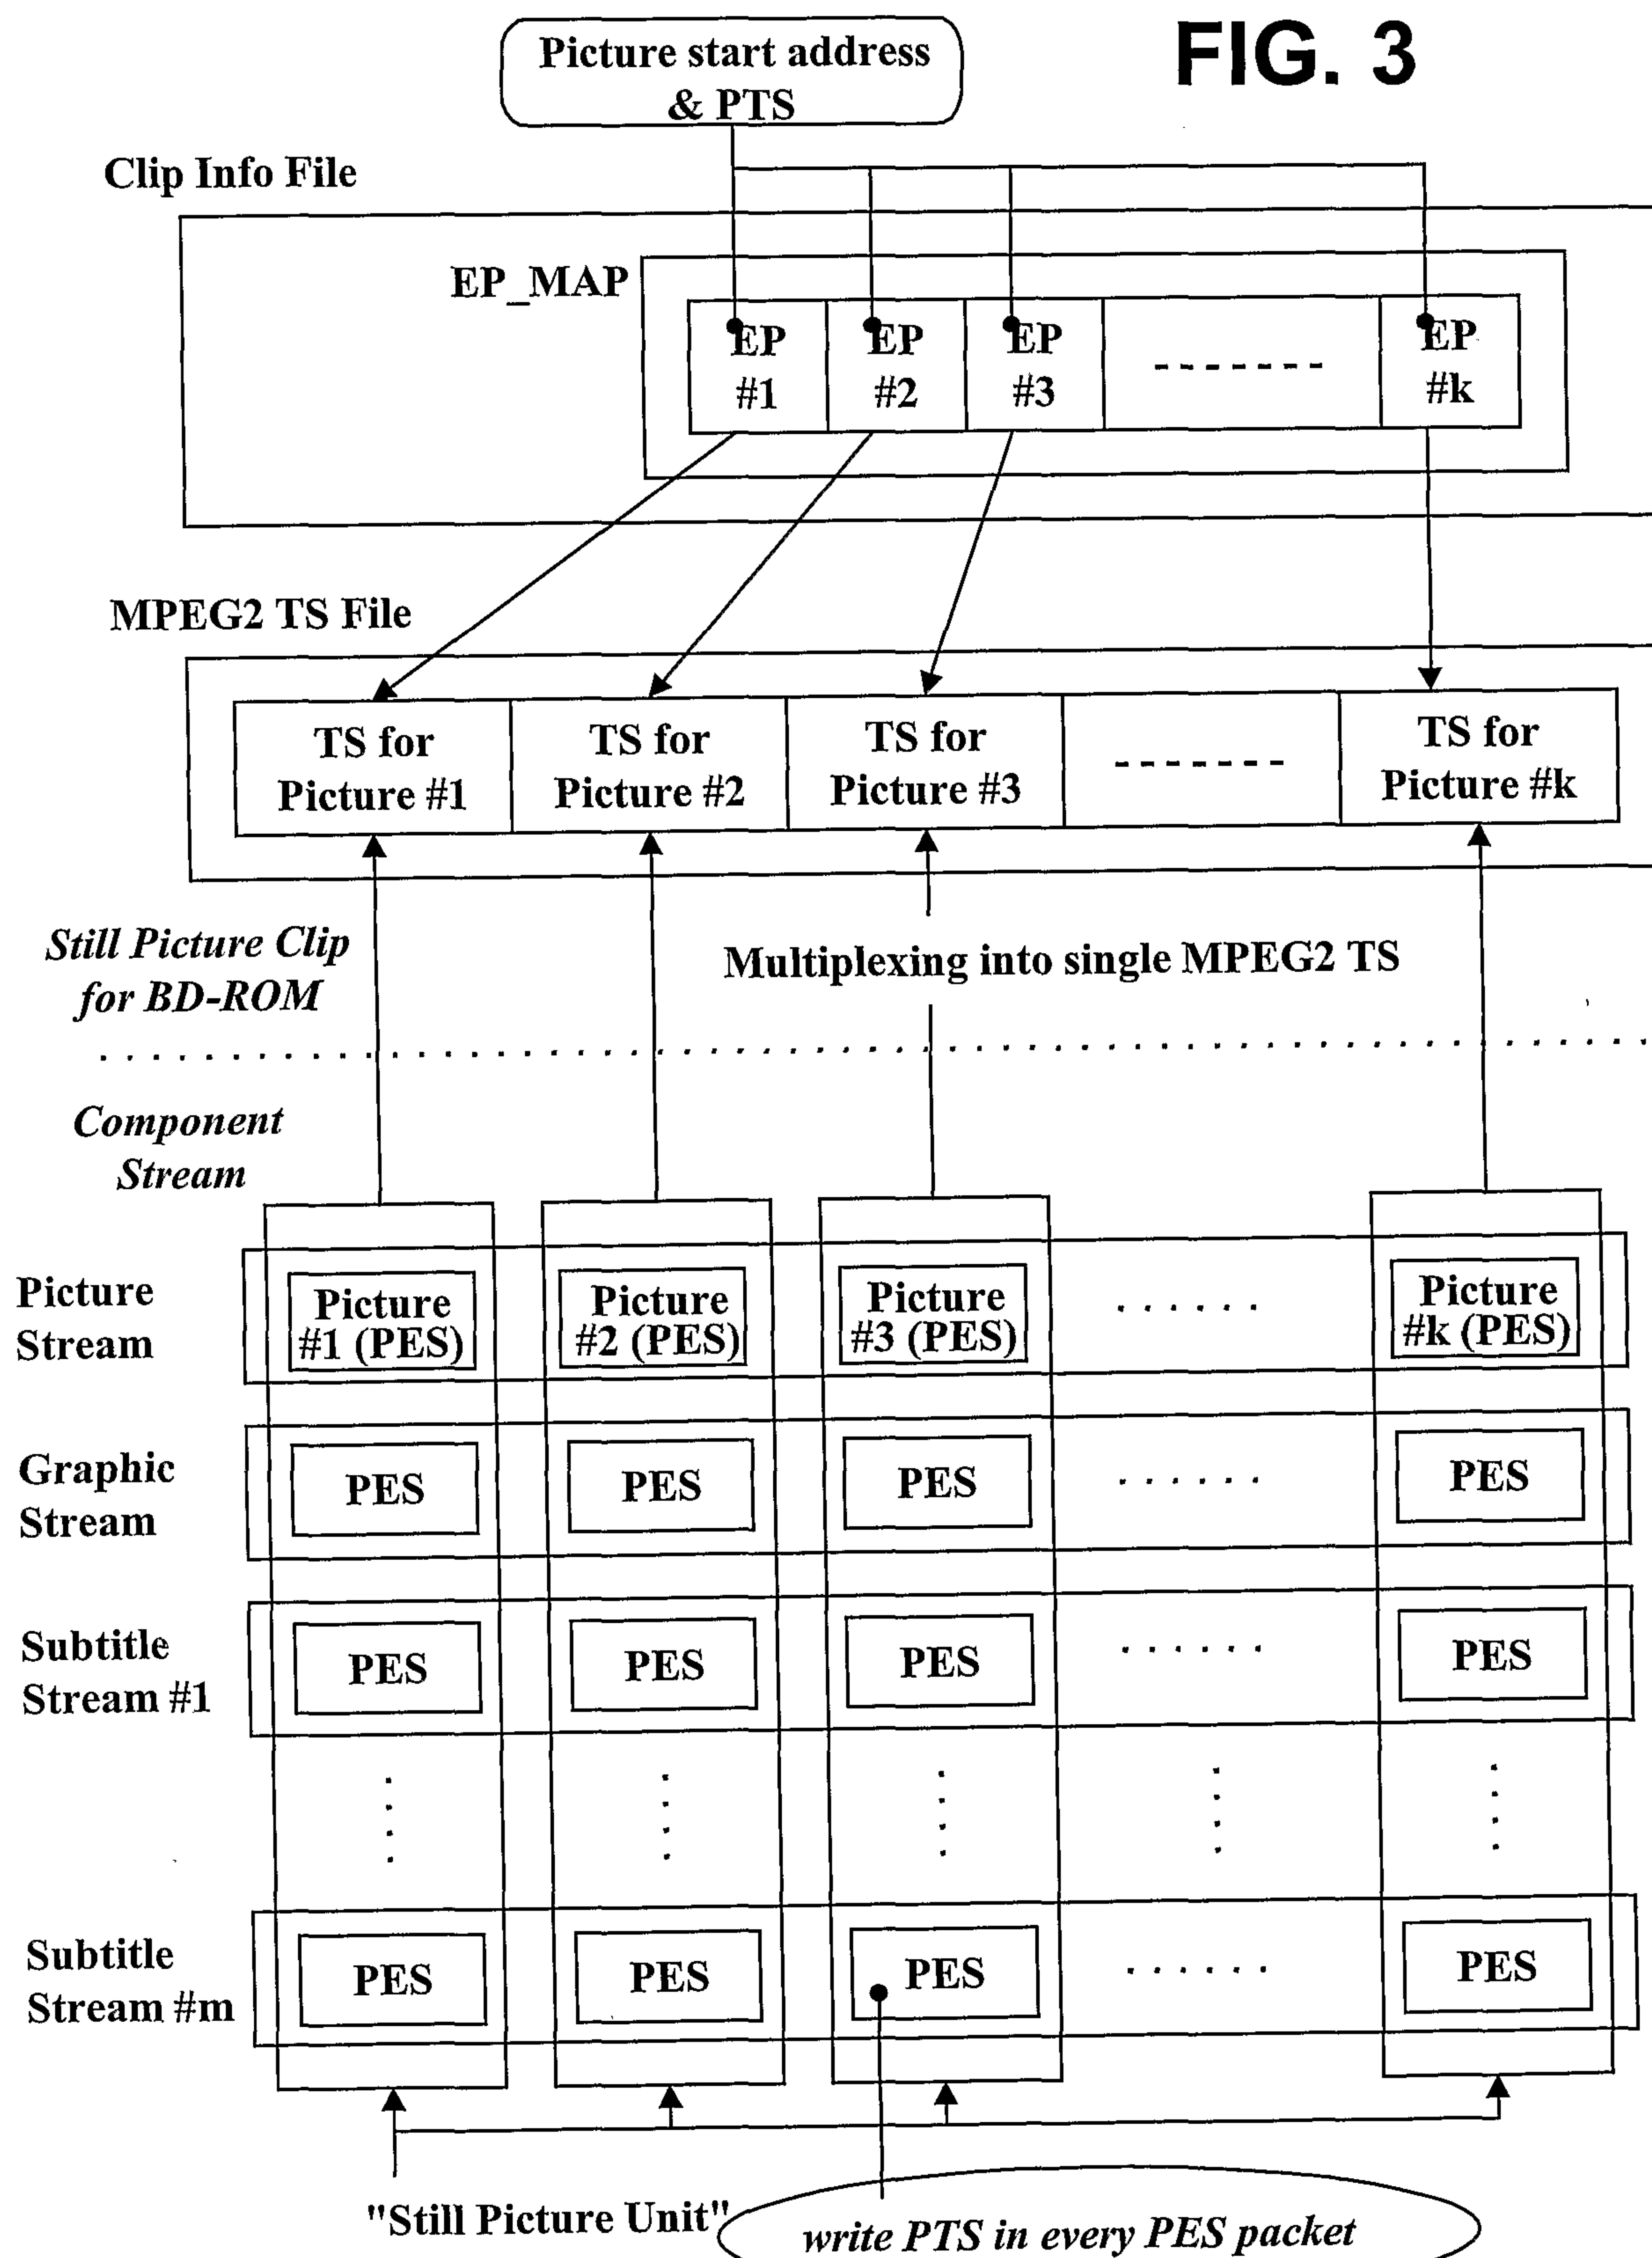 FIG. 3
Picture start address
& PTS
Clip Info File
EP_MAP
EP
#1
EP
#2
EP
#3
EP
#k
MPEG2 TS File
TS for
Picture #1
TS for
Picture #2
TS for
Picture #3
TS for
Picture #k
Still Picture Clip
for BD-ROM
Multiplexing into single MPEG2 TS
Component
Stream
Picture
Stream
Picture
#1 (PES)
Picture
#2 (PES)
Picture
#3 (PES)
Picture
#k (PES)
Graphic
Stream
PES
PES
PES
PES
Subtitle
Stream #1
PES
PES
PES
PES
Subtitle
Stream #m
PES
PES
PES
PES
"Still Picture Unit"
write PTS in every PES packet